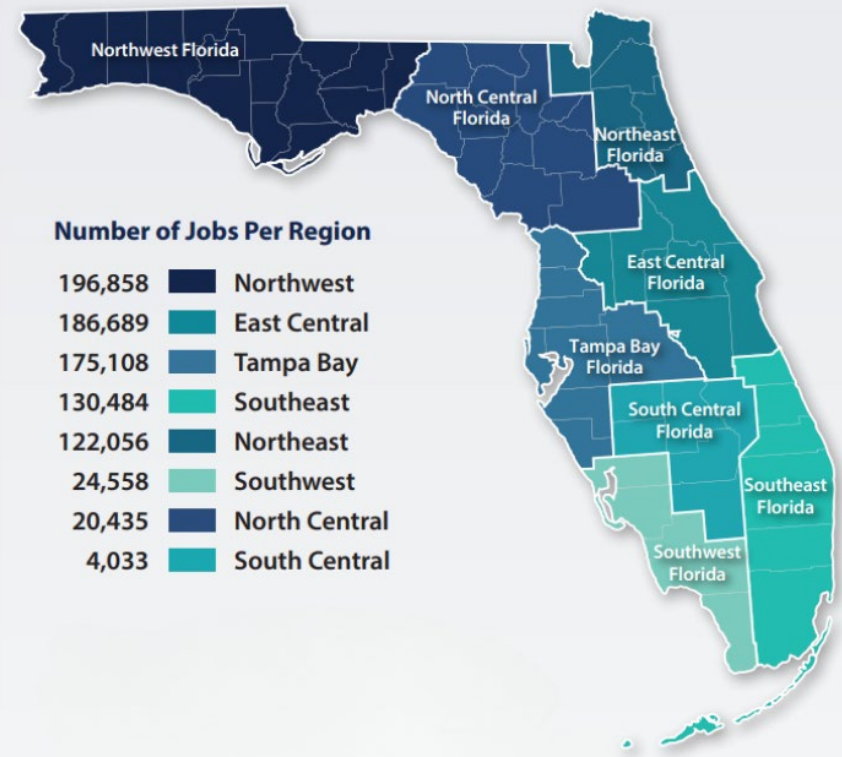 Northwest Florida
North Central
Florida
Northeast
Florida
Number of Jobs Per Region
196,858 Northwest
186,689 East Central
175,108 Tampa Bay
130,484 Southeast
122,056 Northeast
24,558 Southwest
20,435 North Central
4,033 South Central
East Central
Florida
Tampa Bay
Florida
South Central
Florida
Southeast
Florida
Southwest
Florida